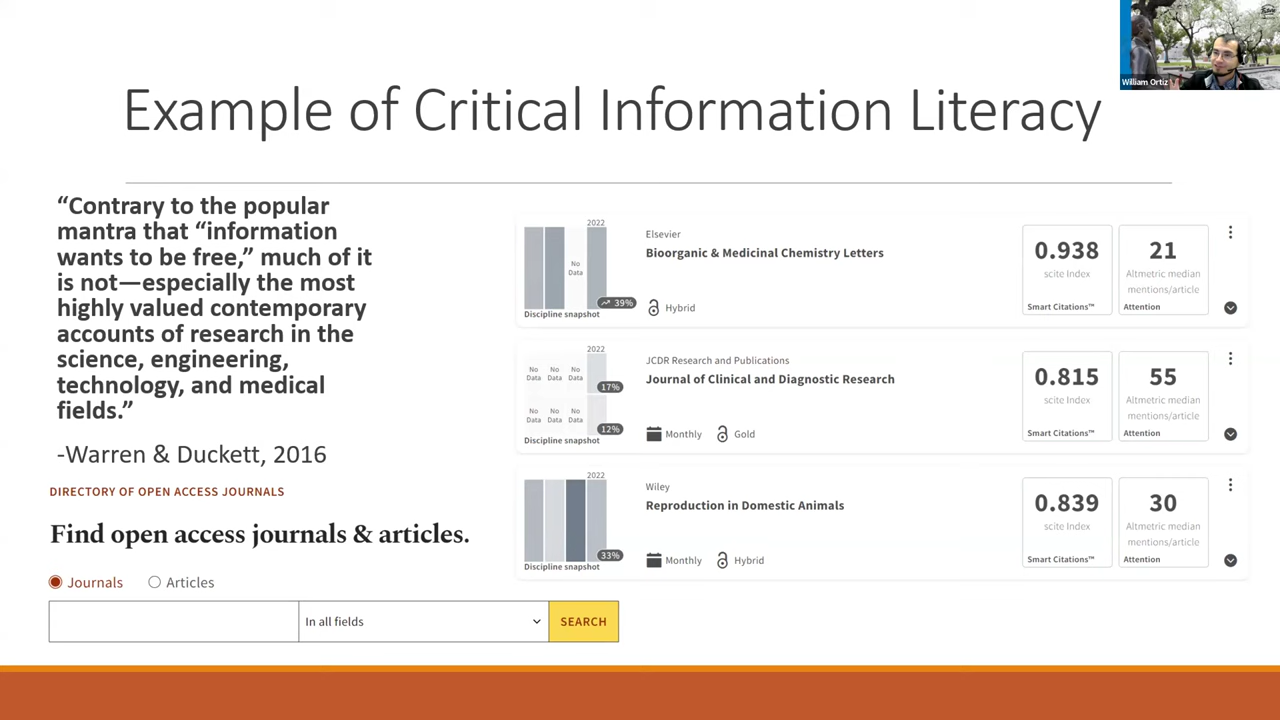 William Ortiz
Example of Critical Information Literacy
“Contrary to the popular
mantra that “information
wants to be free,” much of it
is not—especially the most
highly valued contemporary
accounts of research in the
science, engineering,
technology, and medical
fields.”
-Warren & Duckett, 2016
DIRECTORY OF OPEN ACCESS JOURNALS
Find open access journals & articles.
Journals Articles
In all fields SEARCH
2022
No
Data
39%
Discipline snapshot
Elsevier
Bioorganic & Medicinal Chemistry Letters
Hybrid
0.938
scite Index
Smart Citations™
21
Altmetric median
mentions/article
Attention
2022
No No No
Data Data Data
17%
No No No
Data Data Data
12%
Discipline snapshot
JCDR Research and Publications
Journal of Clinical and Diagnostic Research
Monthly Gold
0.815
scite Index
Smart Citations™
55
Altmetric median
mentions/article
Attention
2022
33%
Discipline snapshot
Wiley
Reproduction in Domestic Animals
Monthly Hybrid
0.839
scite Index
Smart Citations™
30
Altmetric median
mentions/article
Attention